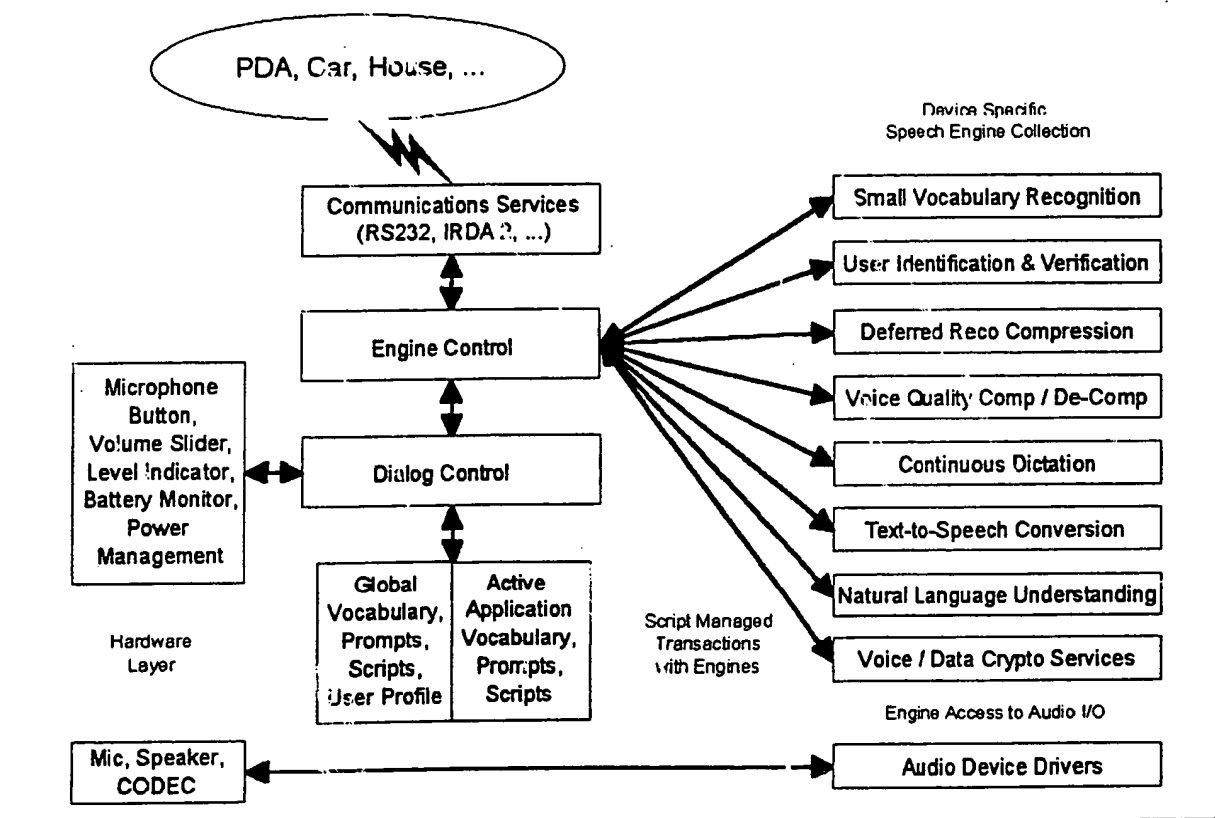 PDA, Car, House, ...
Device Specific
Speech Engine Collection
Communications Services
(RS232, IRDA 2, ...)
Small Vocabulary Recognition
User Identification & Verification
Engine Control
Deferred Reco Compression
Voice Quality Comp / De-Comp
Microphone
Button,
Volume Slider,
Level Indicator,
Battery Monitor,
Power
Management
Dialog Control
Continuous Dictation
Text-to-Speech Conversion
Global
Vocabulary,
Prompts,
Scripts,
User Profile
Active
Application
Vocabulary,
Prompts,
Scripts
Natural Language Understanding
Script Managed
Transactions
with Engines
Hardware
Layer
Voice / Data Crypto Services
Engine Access to Audio I/O
Mic, Speaker,
CODEC
Audio Device Drivers